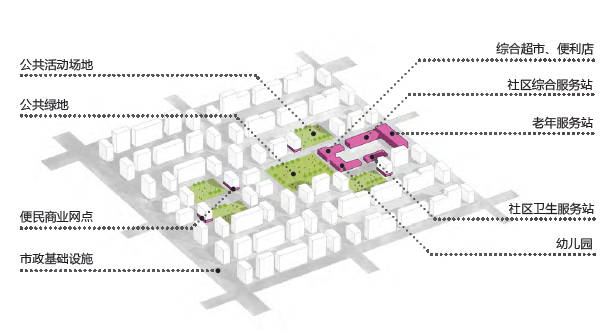 公共活动场地
公共绿地
便民商业网点
市政基础设施
综合超市、便利店
社区综合服务站
老年服务站
社区卫生服务站
幼儿园